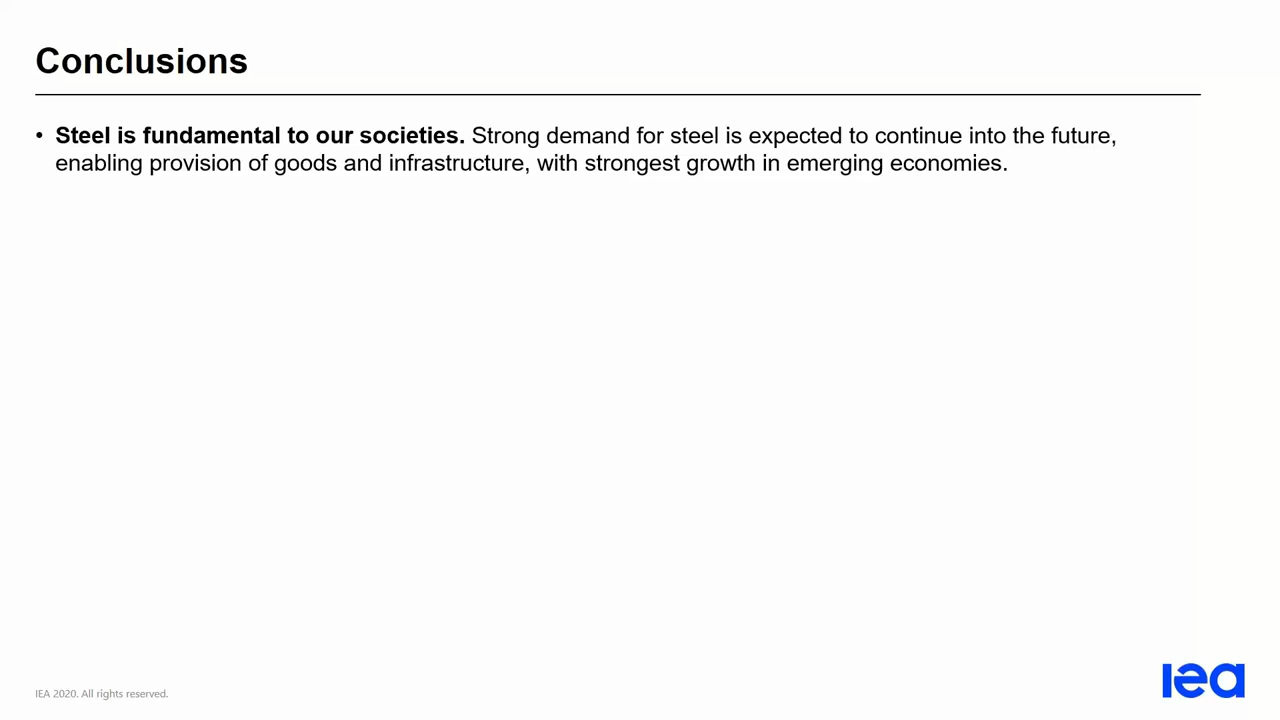 Conclusions
• Steel is fundamental to our societies. Strong demand for steel is expected to continue into the future,
enabling provision of goods and infrastructure, with strongest growth in emerging economies.
IEA 2020. All rights reserved.
iea